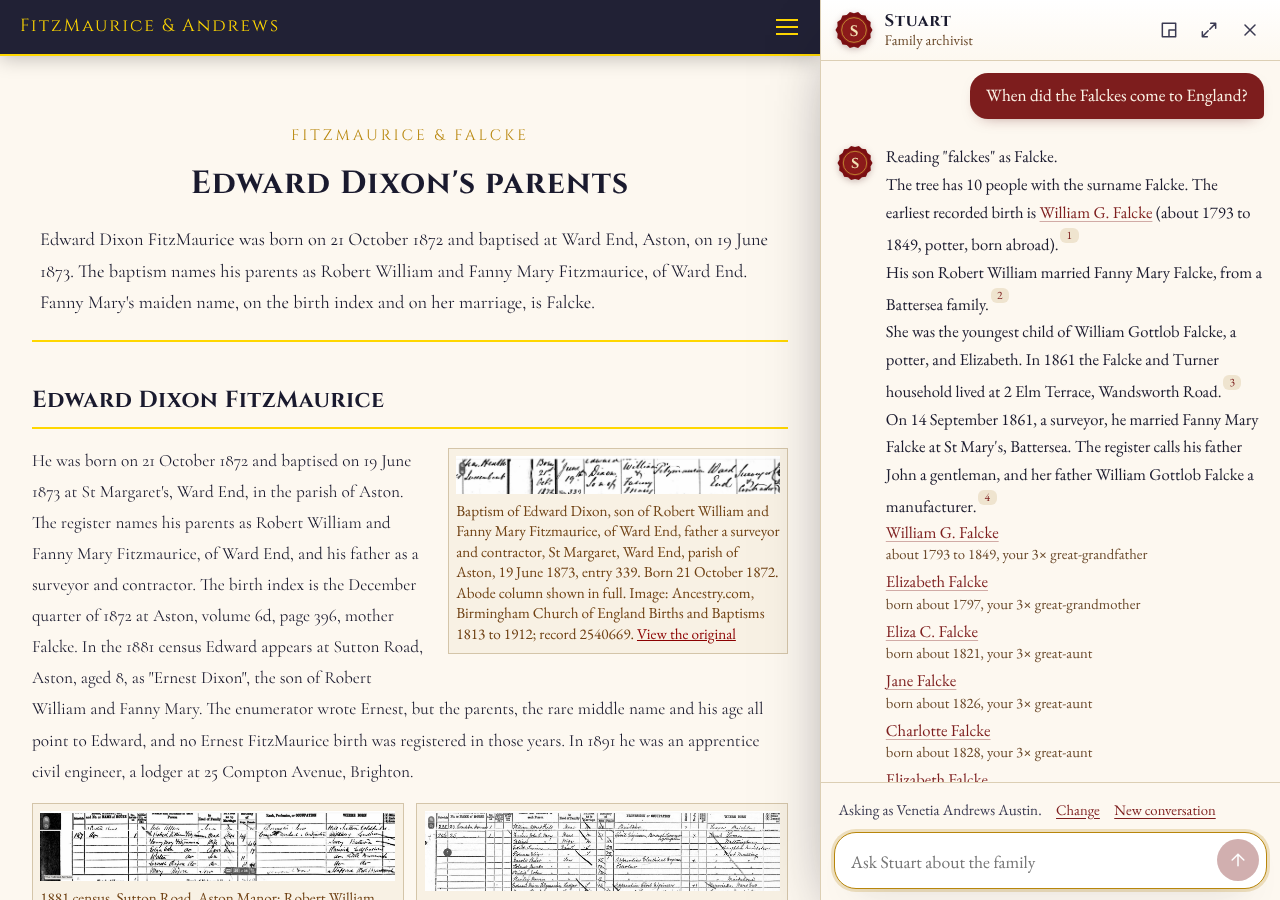 FitzMaurice & Andrews
FITZMAURICE & FALCKE
Edward Dixon's parents
Edward Dixon FitzMaurice was born on 21 October 1872 and baptised at Ward End, Aston, on 19 June
1873. The baptism names his parents as Robert William and Fanny Mary Fitzmaurice, of Ward End.
Fanny Mary's maiden name, on the birth index and on her marriage, is Falcke.
Edward Dixon FitzMaurice
He was born on 21 October 1872 and baptised on 19 June
1873 at St Margaret's, Ward End, in the parish of Aston.
The register names his parents as Robert William and
Fanny Mary Fitzmaurice, of Ward End, and his father as a
surveyor and contractor. The birth index is the December
quarter of 1872 at Aston, volume 6d, page 396, mother
Falcke. In the 1881 census Edward appears at Sutton Road,
Aston, aged 8, as "Ernest Dixon", the son of Robert
William and Fanny Mary. The enumerator wrote Ernest, but the parents, the rare middle name and his age all
point to Edward, and no Ernest FitzMaurice birth was registered in those years. In 1891 he was an apprentice
civil engineer, a lodger at 25 Compton Avenue, Brighton.
Baptism of Edward Dixon, son of Robert William and
Fanny Mary Fitzmaurice, of Ward End, father a surveyor
and contractor, St Margaret, Ward End, parish of
Aston, 19 June 1873, entry 339. Born 21 October 1872.
Abode column shown in full. Image: Ancestry.com,
Birmingham Church of England Births and Baptisms
1813 to 1912; record 2540669. View the original
1881 census, Sutton Road, Aston Manor: Robert William
S
Stuart
Family archivist
When did the Falckes come to England?
S
Reading "falckes" as Falcke.
The tree has 10 people with the surname Falcke. The
earliest recorded birth is William G. Falcke (about 1793 to
1849, potter, born abroad). 1
His son Robert William married Fanny Mary Falcke, from a
Battersea family. 2
She was the youngest child of William Gottlob Falcke, a
potter, and Elizabeth. In 1861 the Falcke and Turner
household lived at 2 Elm Terrace, Wandsworth Road. 3
On 14 September 1861, a surveyor, he married Fanny Mary
Falcke at St Mary's, Battersea. The register calls his father
John a gentleman, and her father William Gottlob Falcke a
manufacturer. 4
William G. Falcke
about 1793 to 1849, your 3× great-grandfather
Elizabeth Falcke
born about 1797, your 3× great-grandmother
Eliza C. Falcke
born about 1821, your 3× great-aunt
Jane Falcke
born about 1826, your 3× great-aunt
Charlotte Falcke
born about 1828, your 3× great-aunt
Elizabeth Falcke
Asking as Venetia Andrews Austin. Change New conversation
Ask Stuart about the family